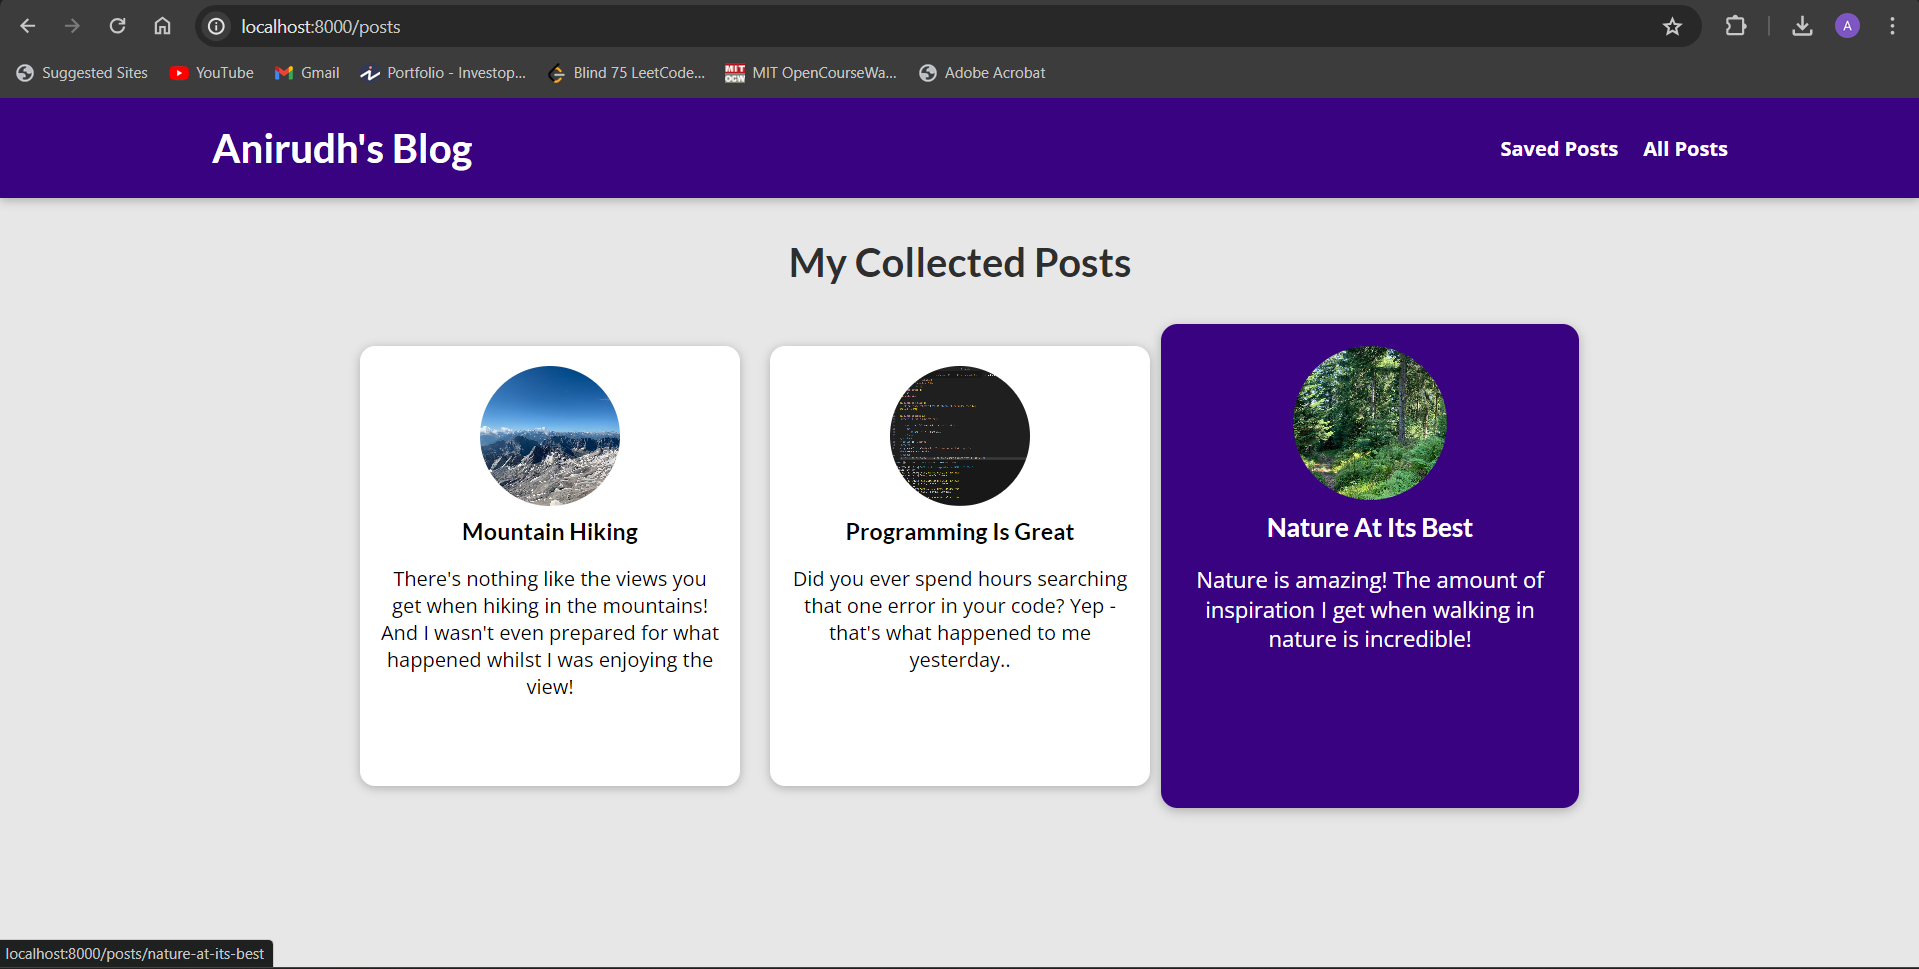 localhost:8000/posts
A
Suggested Sites
YouTube
Gmail
Portfolio - Investop...
Blind 75 LeetCode...
MIT OCW
MIT OpenCourseWa...
Adobe Acrobat
Anirudh's Blog
Saved Posts
All Posts
My Collected Posts
Mountain Hiking
There's nothing like the views you
get when hiking in the mountains!
And I wasn't even prepared for what
happened whilst I was enjoying the
view!
Programming Is Great
Did you ever spend hours searching
that one error in your code? Yep -
that's what happened to me
yesterday..
Nature At Its Best
Nature is amazing! The amount of
inspiration I get when walking in
nature is incredible!
localhost:8000/posts/nature-at-its-best